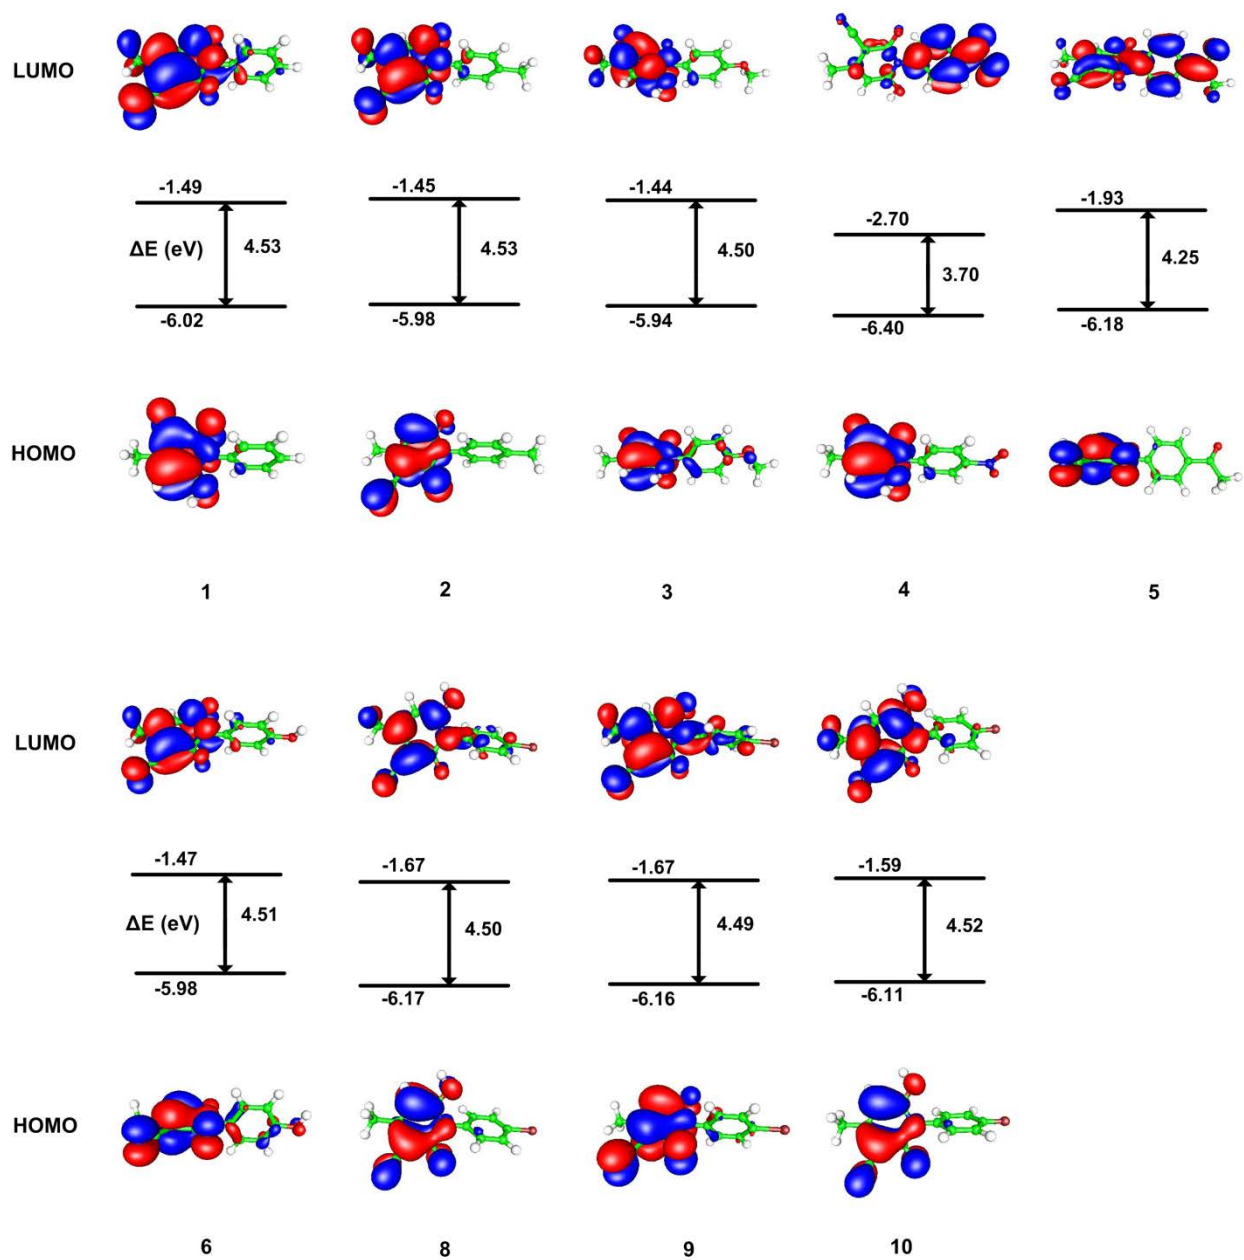 LUMO
-1.49 -1.45 -1.44 -2.70 -1.93
ΔE (eV) 4.53 4.53 4.50 3.70 4.25
-6.02 -5.98 -5.94 -6.40 -6.18
HOMO
1 2 3 4 5
LUMO
-1.47 -1.67 -1.67 -1.59
ΔE (eV) 4.51 4.50 4.49 4.52
-5.98 -6.17 -6.16 -6.11
HOMO
6 8 9 10